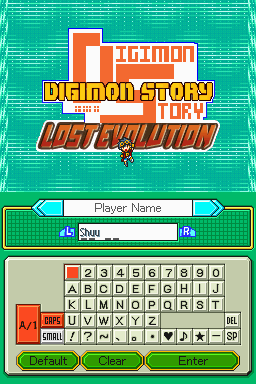 DIGIMON
DIGIMON STORY
STORY
LOST EVOLUTION
Player Name
L Shuu R
1 2 3 4 5 6 7 8 9 0
A B C D E F G H I J
K L M N O P Q R S T
U V W X Y Z DEL
! ? ~ 、 。 • ♥ ♪ ★ — SP
A/1 CAPS
SMALL
Default Clear Enter